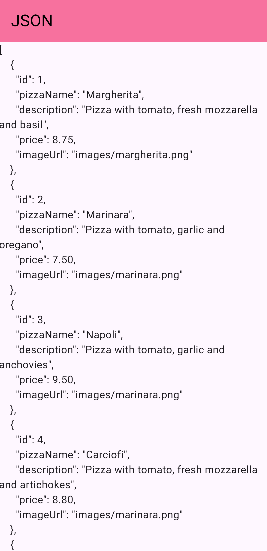 JSON
[
{
"id": 1,
"pizzaName": "Margherita",
"description": "Pizza with tomato, fresh mozzarella
and basil",
"price": 8.75,
"imageUrl": "images/margherita.png"
},
{
"id": 2,
"pizzaName": "Marinara",
"description": "Pizza with tomato, garlic and
oregano",
"price": 7.50,
"imageUrl": "images/marinara.png"
},
{
"id": 3,
"pizzaName": "Napoli",
"description": "Pizza with tomato, garlic and
anchovies",
"price": 9.50,
"imageUrl": "images/marinara.png"
},
{
"id": 4,
"pizzaName": "Carciofi",
"description": "Pizza with tomato, fresh mozzarella
and artichokes",
"price": 8.80,
"imageUrl": "images/marinara.png"
},
{